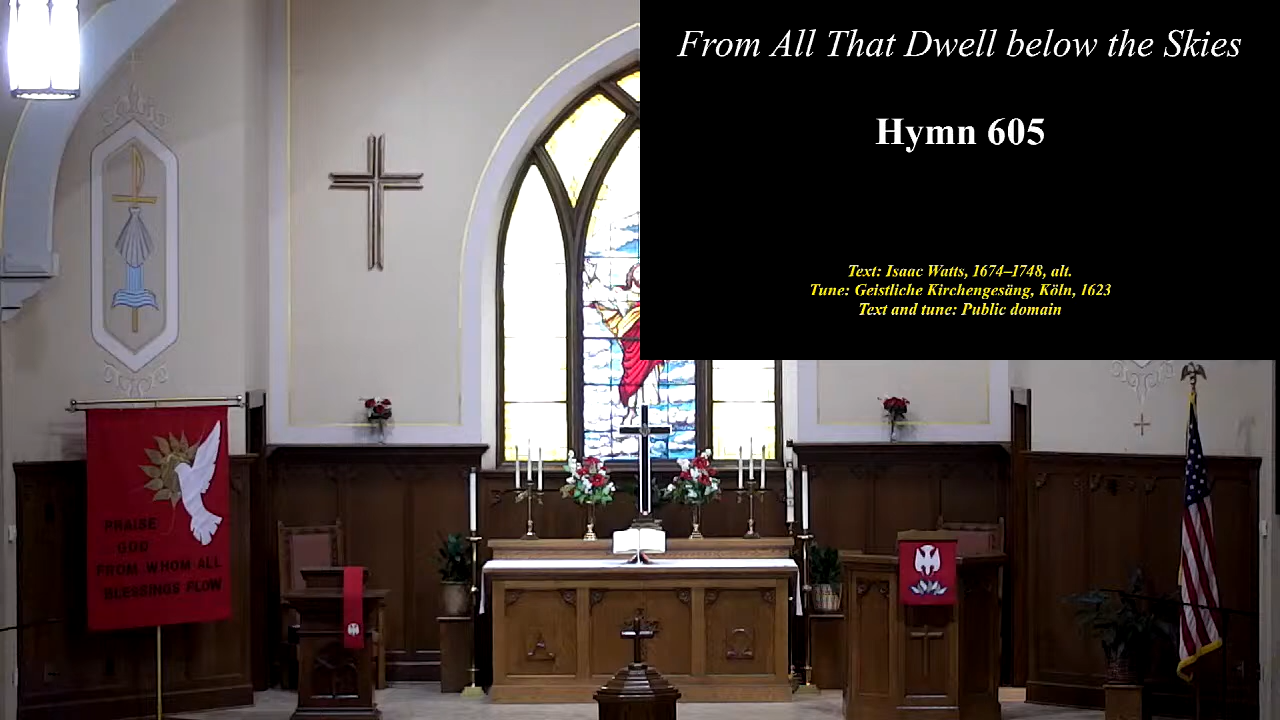 From All That Dwell below the Skies
Hymn 605
Text: Isaac Watts, 1674–1748, alt.
Tune: Geistliche Kirchengesäng, Köln, 1623
Text and tune: Public domain
PRAISE
GOD
FROM WHOM ALL
BLESSINGS FLOW